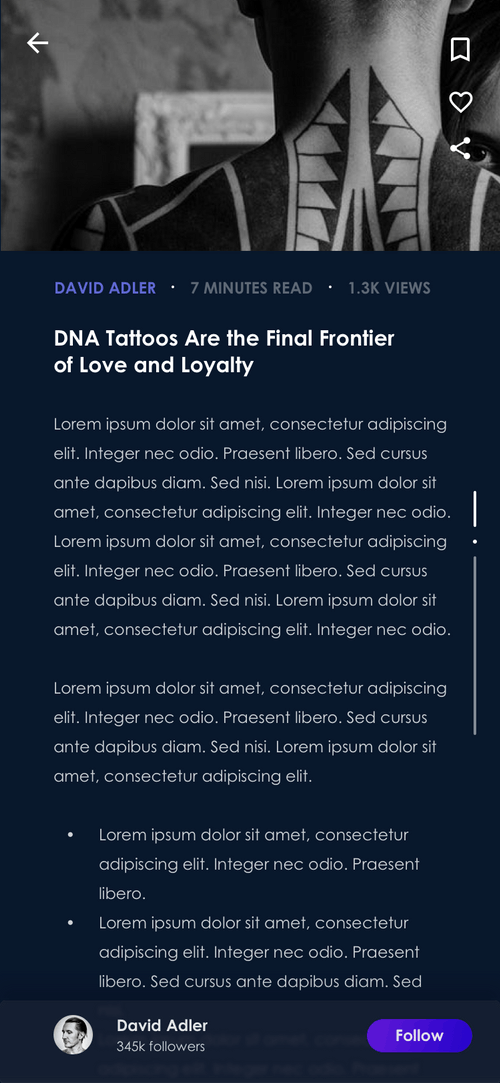 DAVID ADLER · 7 MINUTES READ · 1.3K VIEWS
DNA Tattoos Are the Final Frontier
of Love and Loyalty
Lorem ipsum dolor sit amet, consectetur adipiscing
elit. Integer nec odio. Praesent libero. Sed cursus
ante dapibus diam. Sed nisi. Lorem ipsum dolor sit
amet, consectetur adipiscing elit. Integer nec odio.
Lorem ipsum dolor sit amet, consectetur adipiscing
elit. Integer nec odio. Praesent libero. Sed cursus
ante dapibus diam. Sed nisi. Lorem ipsum dolor sit
amet, consectetur adipiscing elit. Integer nec odio.
Lorem ipsum dolor sit amet, consectetur adipiscing
elit. Integer nec odio. Praesent libero. Sed cursus
ante dapibus diam. Sed nisi. Lorem ipsum dolor sit
amet, consectetur adipiscing elit.
• Lorem ipsum dolor sit amet, consectetur
adipiscing elit. Integer nec odio. Praesent
libero.
• Lorem ipsum dolor sit amet, consectetur
adipiscing elit. Integer nec odio. Praesent
libero. Sed cursus ante dapibus diam. Sed
David Adler
345k followers
Follow